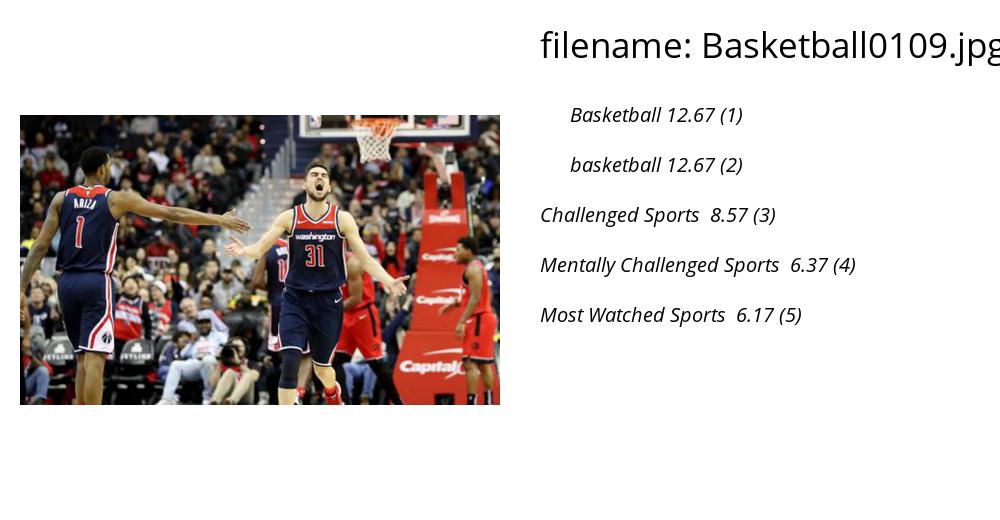 filename: Basketball0109.jpg
Basketball 12.67 (1)
basketball 12.67 (2)
Challenged Sports 8.57 (3)
Mentally Challenged Sports 6.37 (4)
Most Watched Sports 6.17 (5)
ARIZA
1
washington
31
SPALDING
Capital
Capital
Capital